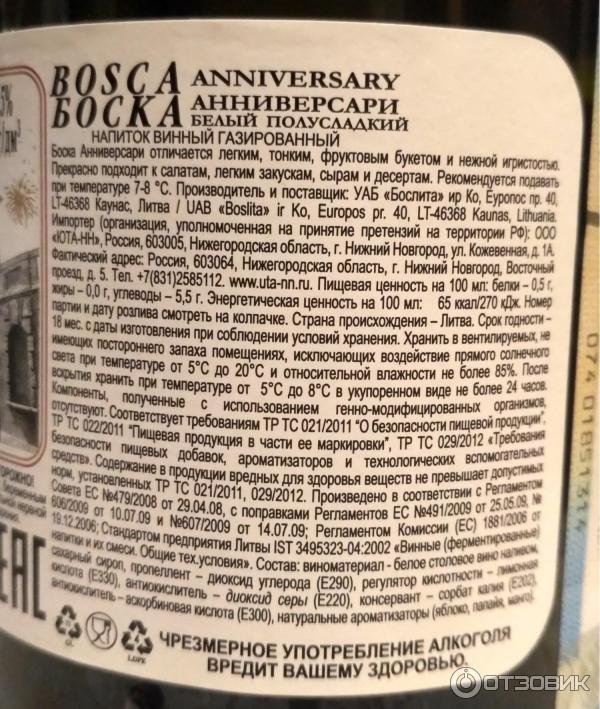 BOSCA ANNIVERSARY
БОСКА АННИВЕРСАРИ
БЕЛЫЙ ПОЛУСЛАДКИЙ
НАПИТОК ВИННЫЙ ГАЗИРОВАННЫЙ
Боска Анниверсари отличается легким, тонким, фруктовым букетом и нежной игристостью.
Прекрасно подходит к салатам, легким закускам, сырам и десертам. Рекомендуется подавать
при температуре 7-8 °С. Производитель и поставщик: УАБ «Бослита» ир Ко, Еуропос пр. 40,
LT-46368 Каунас, Литва / UAB «Boslita» ir Ko, Europos pr. 40, LT-46368 Kaunas, Lithuania.
Импортер (организация, уполномоченная на принятие претензий на территории РФ): ООО
«ЮТА-НН», Россия, 603005, Нижегородская область, г. Нижний Новгород, ул. Кожевенная, д. 1А.
Фактический адрес: Россия, 603064, Нижегородская область, г. Нижний Новгород, Восточный
проезд, д. 5. Тел. +7(831)2585112. www.uta-nn.ru. Пищевая ценность на 100 мл: белки – 0,5 г,
жиры – 0,0 г, углеводы – 5,5 г. Энергетическая ценность на 100 мл: 65 ккал/270 кДж. Номер
партии и дату розлива смотреть на колпачке. Страна происхождения – Литва. Срок годности –
18 мес. с даты изготовления при соблюдении условий хранения. Хранить в вентилируемых, не
имеющих постороннего запаха помещениях, исключающих воздействие прямого солнечного
света при температуре от 5°С до 20°С и относительной влажности не более 85%. После
вскрытия хранить при температуре от 5°С до 8°С в укупоренном виде не более 24 часов.
Компоненты, полученные с использованием генно-модифицированных организмов,
отсутствуют. Соответствует требованиям ТР ТС 021/2011 "О безопасности пищевой продукции",
ТР ТС 022/2011 "Пищевая продукция в части ее маркировки", ТР ТС 029/2012 «Требования
безопасности пищевых добавок, ароматизаторов и технологических вспомогательных
средств». Содержание в продукции вредных для здоровья веществ не превышает допустимых
норм, установленных ТР ТС 021/2011, 029/2012. Произведено в соответствии с Регламентом
Совета ЕС №479/2008 от 29.04.08, с поправками Регламентов ЕС №491/2009 от 25.05.09, №
606/2009 от 10.07.09 и №607/2009 от 14.07.09; Регламентом Комиссии (ЕС) 1881/2006 от
19.12.2006; Стандартом предприятия Литвы IST 3495323-04:2002 «Винные (ферментированные)
напитки и их смеси. Общие тех.условия». Состав: виноматериал - белое столовое вино наливом,
сахарный сироп, пропеллент – диоксид углерода (E290), регулятор кислотности – лимонная
кислота (E330), антиокислитель – диоксид серы (E220), консервант – сорбат калия (E202),
антиокислитель – аскорбиновая кислота (E300), натуральные ароматизаторы (яблоко, папайя, манго).
ЧРЕЗМЕРНОЕ УПОТРЕБЛЕНИЕ АЛКОГОЛЯ
ВРЕДИТ ВАШЕМУ ЗДОРОВЬЮ.
EAC
GL
LDPE
074 01851314
ОТЗОВИК